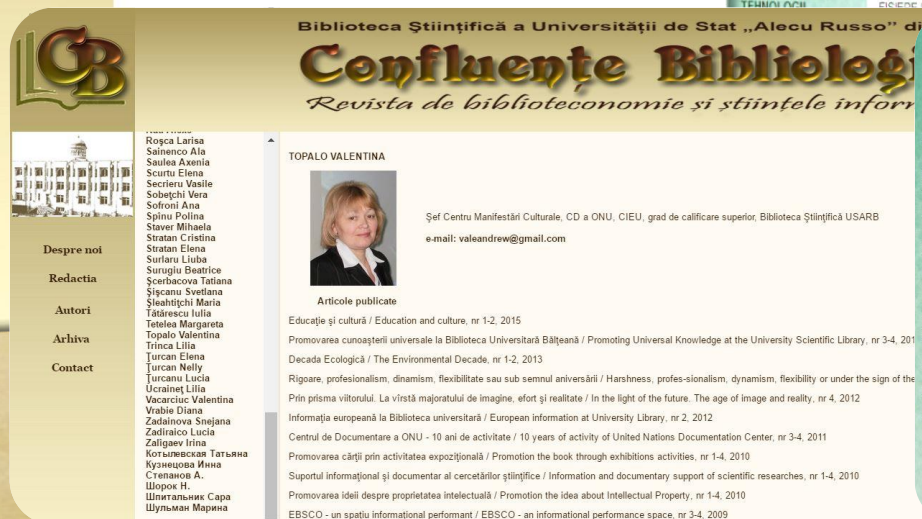 TEHNOLOGII
Biblioteca Ştiinţifică a Universităţii de Stat „Alecu Russo”
Confluenţe
Revista de biblioteconomie și științele
GB
Roşca Larisa
Sainenco Ala
Saulea Axenia
Scurtu Elena
Secrieru Vasile
Sobeţchi Vera
Sofroni Ana
Spînu Polina
Staver Mihaela
Stratan Cristina
Stratan Elena
Surlaru Liuba
Surugiu Beatrice
Şcerbacova Tatiana
Şişcanu Svetlana
Şleahtiţchi Maria
Tătărescu Iulia
Tetelea Margareta
Topalo Valentina
Trinca Lilia
Ţurcan Elena
Ţurcan Nelly
Ţurcanu Lucia
Ucraineţ Lilia
Vacarciuc Valentina
Vrabie Diana
Zadainova Snejana
Zadiraico Lucia
Zaligaev Irina
Котылевская Татьяна
Кузнецова Инна
Степанов А.
Шорок Н.
Шпитальник Сара
Шульман Марина
Despre noi
Redactia
Autori
Arhiva
Contact
TOPALO VALENTINA
Şef Centru Manifestări Culturale, CD a ONU, CIEU, grad de calificare superior, Biblioteca Ştiinţifică USARB
e-mail: valeandrew@gmail.com
Articole publicate
Educaţie şi cultură / Education and culture, nr 1-2, 2015
Promovarea cunoaşterii universale la Biblioteca Universitară Bălţeană / Promoting Universal Knowledge at the University Scientific Library, nr 3-4,
Decada Ecologică / The Environmental Decade, nr 1-2, 2013
Rigoare, profesionalism, dinamism, flexibilitate sau sub semnul aniversării / Harshness, profes-sionalism, dynamism, flexibility or under the sign of the
Prin prisma viitorului. La vîrstă majoratului de imagine, efort şi realitate / In the light of the future. The age of image and reality, nr 4, 2012
Informaţia europeană la Biblioteca universitară / European information at University Library, nr 2, 2012
Centrul de Documentare a ONU - 10 ani de activitate / 10 years of activity of United Nations Documentation Center, nr 3-4, 2011
Promovarea cărţii prin activitatea expoziţională / Promotion the book through exhibitions activities, nr 1-4, 2010
Suportul informaţional şi documentar al cercetărilor ştiinţifice / Information and documentary support of scientific researches, nr 1-4, 2010
Promovarea ideii despre proprietatea intelectuală / Promotion the idea about Intellectual Property, nr 1-4, 2010
EBSCO - un spaţiu informaţional performant / EBSCO - an informational performance space, nr 3-4, 2009